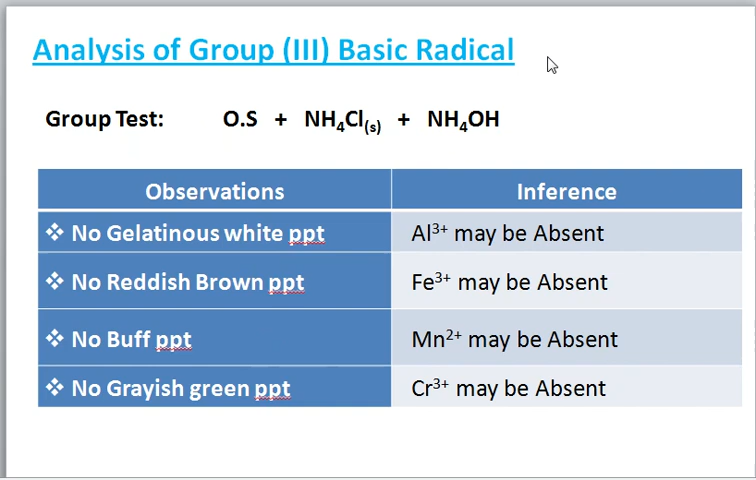 Analysis of Group (III) Basic Radical
Group Test: O.S + NH₄Cl₍ₛ₎ + NH₄OH
Observations Inference
❖ No Gelatinous white ppt Al³⁺ may be Absent
❖ No Reddish Brown ppt Fe³⁺ may be Absent
❖ No Buff ppt Mn²⁺ may be Absent
❖ No Grayish green ppt Cr³⁺ may be Absent